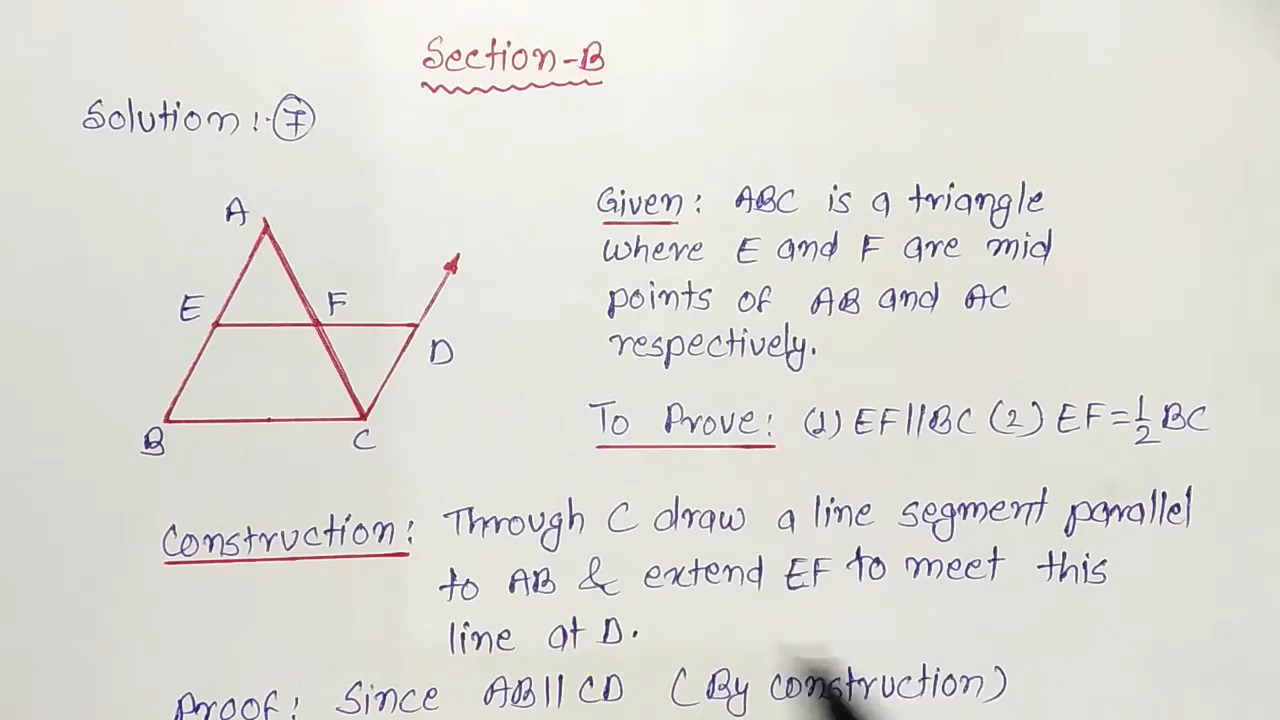 Section-B
Solution:- 7
A
E
F
D
B
C
Given: ABC is a triangle
where E and F are mid
points of AB and AC
respectively.
To Prove: (1) EF||BC (2) EF=1/2 BC
Construction: Through C draw a line segment parallel
to AB & extend EF to meet this
line at D.
Proof: Since AB||CD (By construction)